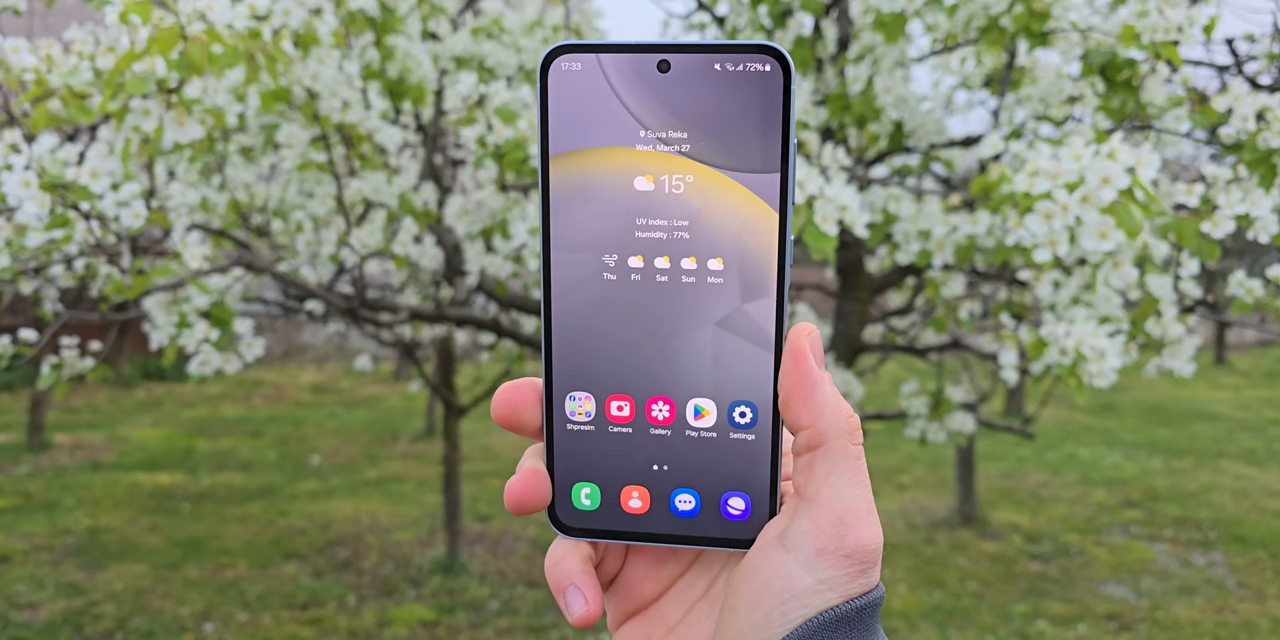 17:33 72%
Suva Reka
Wed, March 27
15°
UV index : Low
Humidity : 77%
Thu Fri Sat Sun Mon
Shpresim Camera Gallery Play Store Settings